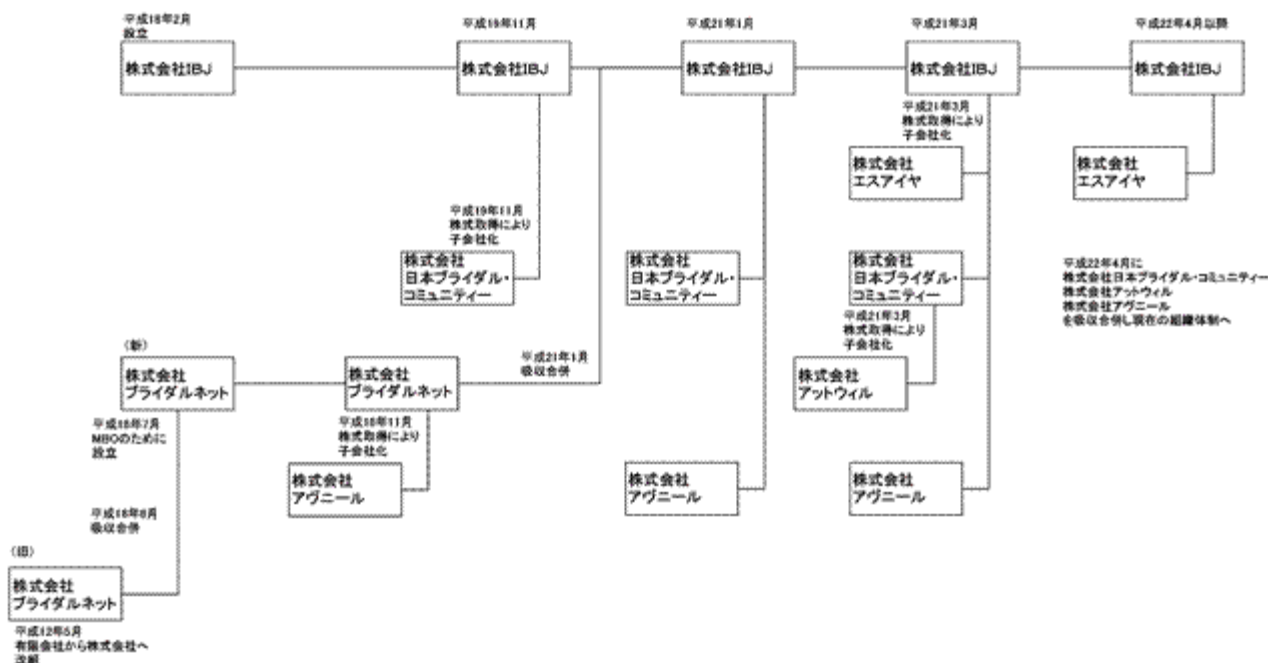 平成18年2月
設立
株式会社IBJ
平成19年11月
株式会社IBJ
平成21年1月
株式会社IBJ
平成21年3月
株式会社IBJ
平成22年4月以降
株式会社IBJ
平成21年3月
株式取得により
子会社化
株式会社
エスアイヤ
株式会社
エスアイヤ
平成19年11月
株式取得により
子会社化
株式会社
日本ブライダル・
コミュニティー
株式会社
日本ブライダル・
コミュニティー
株式会社
日本ブライダル・
コミュニティー
平成22年4月に
株式会社日本ブライダル・コミュニティー
株式会社アットウィル
株式会社アヴニール
を吸収合併し現在の組織体制へ
平成21年3月
株式取得により
子会社化
株式会社
アットウィル
(新)
株式会社
ブライダルネット
株式会社
ブライダルネット
平成21年1月
吸収合併
平成18年7月
MBOのために
設立
平成18年11月
株式取得により
子会社化
株式会社
アヴニール
株式会社
アヴニール
株式会社
アヴニール
平成18年8月
吸収合併
(旧)
株式会社
ブライダルネット
平成12年5月
有限会社から株式会社へ
改組